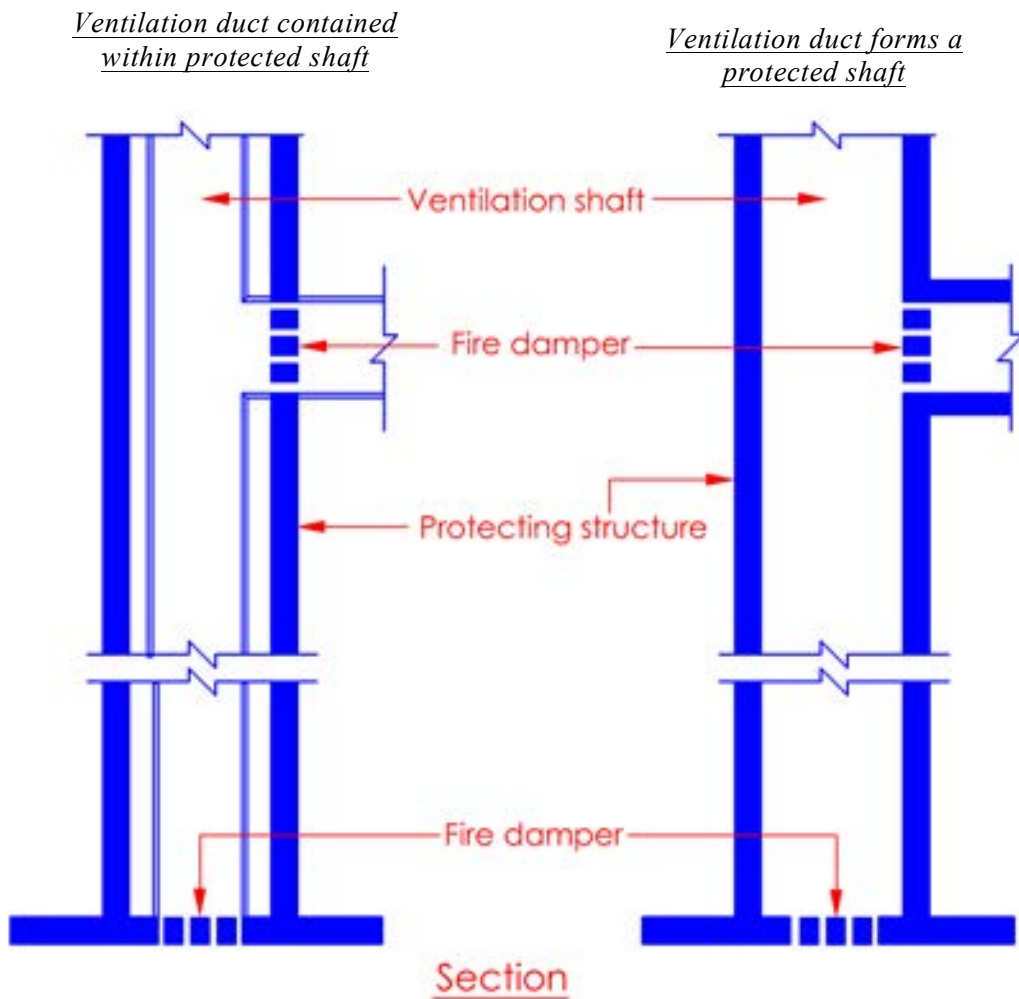 Ventilation duct contained
within protected shaft
Ventilation duct forms a
protected shaft
Ventilation shaft
Fire damper
Protecting structure
Fire damper
Section